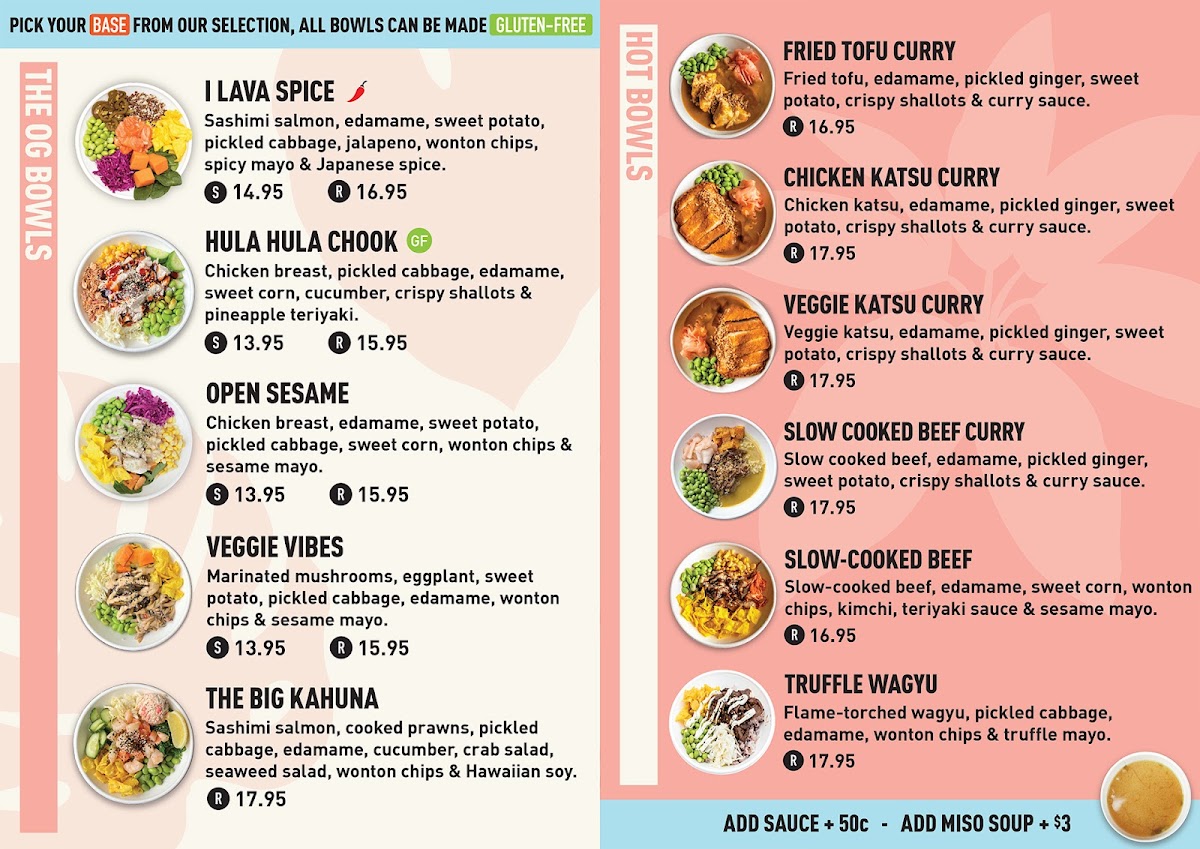 PICK YOUR BASE FROM OUR SELECTION, ALL BOWLS CAN BE MADE GLUTEN-FREE
THE OG BOWLS
I LAVA SPICE
Sashimi salmon, edamame, sweet potato,
pickled cabbage, jalapeno, wonton chips,
spicy mayo & Japanese spice.
S 14.95 R 16.95
HULA HULA CHOOK GF
Chicken breast, pickled cabbage, edamame,
sweet corn, cucumber, crispy shallots &
pineapple teriyaki.
S 13.95 R 15.95
OPEN SESAME
Chicken breast, edamame, sweet potato,
pickled cabbage, sweet corn, wonton chips &
sesame mayo.
S 13.95 R 15.95
VEGGIE VIBES
Marinated mushrooms, eggplant, sweet
potato, pickled cabbage, edamame, wonton
chips & sesame mayo.
S 13.95 R 15.95
THE BIG KAHUNA
Sashimi salmon, cooked prawns, pickled
cabbage, edamame, cucumber, crab salad,
seaweed salad, wonton chips & Hawaiian soy.
R 17.95
HOT BOWLS
FRIED TOFU CURRY
Fried tofu, edamame, pickled ginger, sweet
potato, crispy shallots & curry sauce.
R 16.95
CHICKEN KATSU CURRY
Chicken katsu, edamame, pickled ginger, sweet
potato, crispy shallots & curry sauce.
R 17.95
VEGGIE KATSU CURRY
Veggie katsu, edamame, pickled ginger, sweet
potato, crispy shallots & curry sauce.
R 17.95
SLOW COOKED BEEF CURRY
Slow cooked beef, edamame, pickled ginger,
sweet potato, crispy shallots & curry sauce.
R 17.95
SLOW-COOKED BEEF
Slow-cooked beef, edamame, sweet corn, wonton
chips, kimchi, teriyaki sauce & sesame mayo.
R 16.95
TRUFFLE WAGYU
Flame-torched wagyu, pickled cabbage,
edamame, wonton chips & truffle mayo.
R 17.95
ADD SAUCE + 50c - ADD MISO SOUP + $3